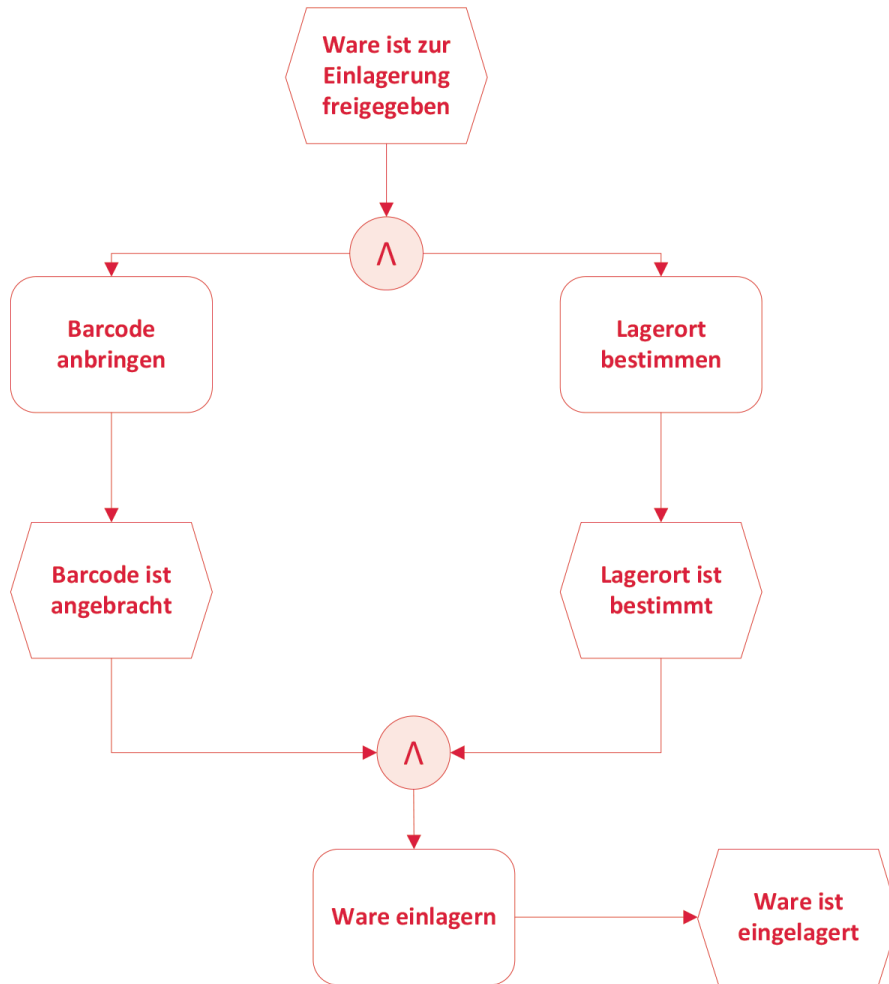 Ware ist zur
Einlagerung
freigegeben
Λ
Barcode
anbringen
Lagerort
bestimmen
Barcode ist
angebracht
Lagerort ist
bestimmt
Λ
Ware einlagern
Ware ist
eingelagert